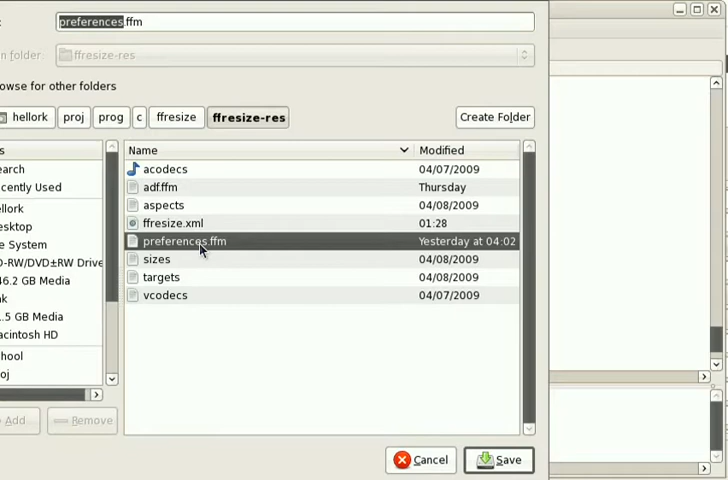 :
preferences.ffm
n folder:
ffresize-res
owse for other folders
hellork
proj
prog
c
ffresize
ffresize-res
Create Folder
s
Name
Modified
earch
ecently Used
ellork
esktop
e System
D-RW/DVD±RW Drive
46.2 GB Media
nk
.5 GB Media
acintosh HD
hool
oj
acodecs
04/07/2009
adf.ffm
Thursday
aspects
04/08/2009
ffresize.xml
01:28
preferences.ffm
Yesterday at 04:02
sizes
04/08/2009
targets
04/08/2009
vcodecs
04/07/2009
Add
Remove
Cancel
Save